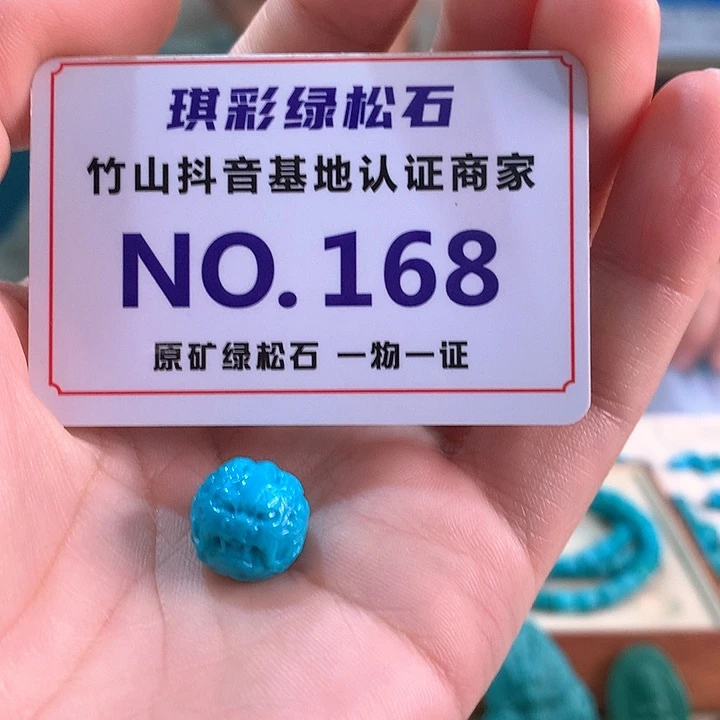 琪彩绿松石
竹山抖音基地认证商家
NO.168
原矿绿松石 一物一证